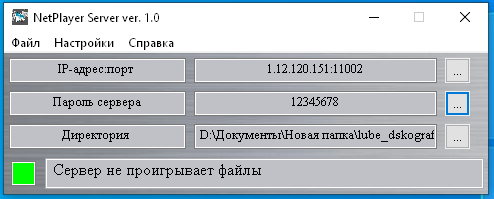 NetPlayer Server ver. 1.0
Файл Настройки Справка
IP-адрес:порт 1.12.120.151:11002 ...
Пароль сервера 12345678 ...
Директория D:\Документы\Новая папка\lube_dskograf ...
Сервер не проигрывает файлы